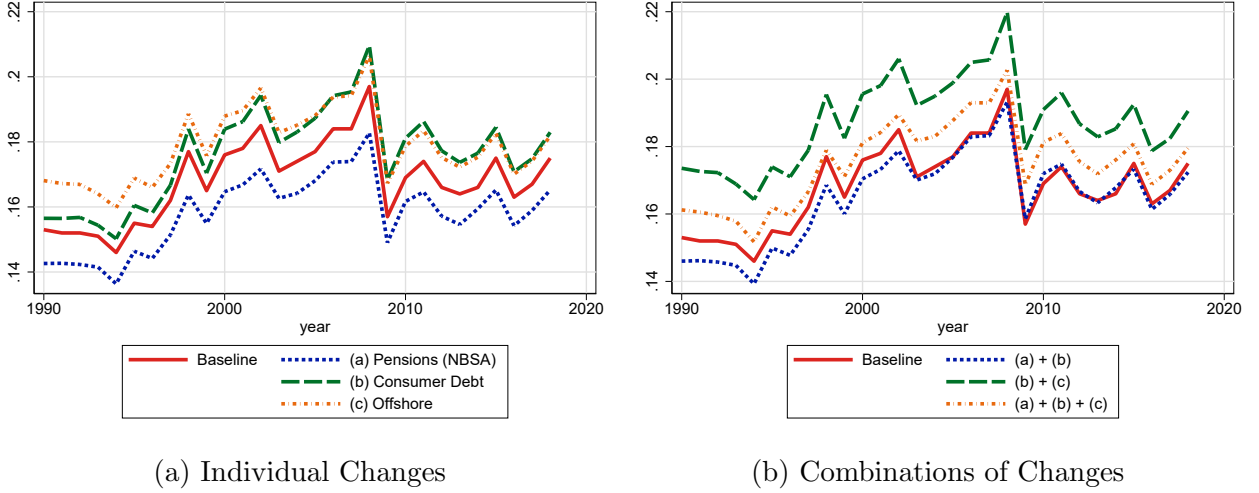 .22
.2
.18
.16
.14
1990
2000
2010
2020
year
Baseline
(a) Pensions (NBSA)
(b) Consumer Debt
(c) Offshore
(a) Individual Changes
.22
.2
.18
.16
.14
1990
2000
2010
2020
year
Baseline
(a) + (b)
(b) + (c)
(a) + (b) + (c)
(b) Combinations of Changes